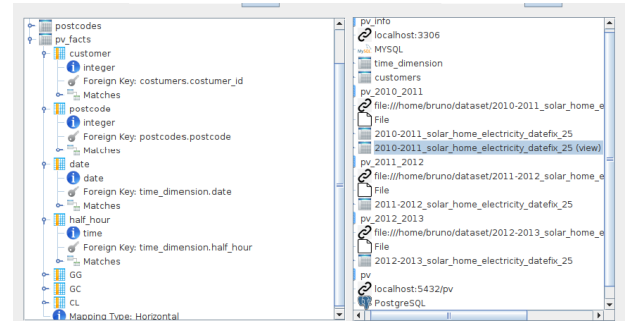 postcodes
pv_facts
customer
integer
Foreign Key: costumers.costumer_id
Matches
postcode
integer
Foreign Key: postcodes.postcode
Matches
date
date
Foreign Key: time_dimension.date
Matches
half_hour
time
Foreign Key: time_dimension.half_hour
Matches
GG
GC
CL
Mapping Type: Horizontal
pv_info
localhost:3306
MYSQL
time_dimension
customers
pv_2010_2011
file:///home/bruno/dataset/2010-2011_solar_home_e
File
2010-2011_solar_home_electricity_datefix_25
2010-2011_solar_home_electricity_datefix_25 (view)
pv_2011_2012
file:///home/bruno/dataset/2011-2012_solar_home_e
File
2011-2012_solar_home_electricity_datefix_25
pv_2012_2013
file:///home/bruno/dataset/2012-2013_solar_home_e
File
2012-2013_solar_home_electricity_datefix_25
pv
localhost:5432/pv
PostgreSQL